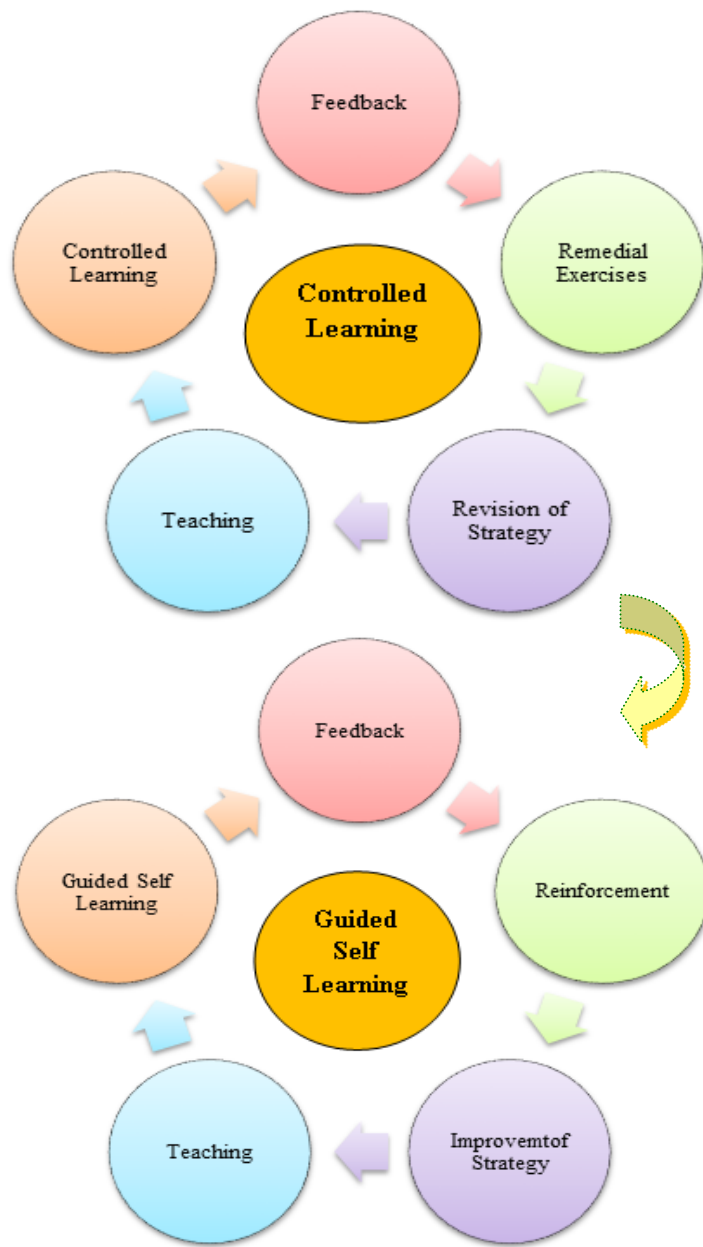 Feedback
Controlled
Learning
Remedial
Exercises
Controlled
Learning
Teaching
Revision of
Strategy
Feedback
Guided Self
Learning
Reinforcement
Guided
Self
Learning
Teaching
Improvemtof
Strategy